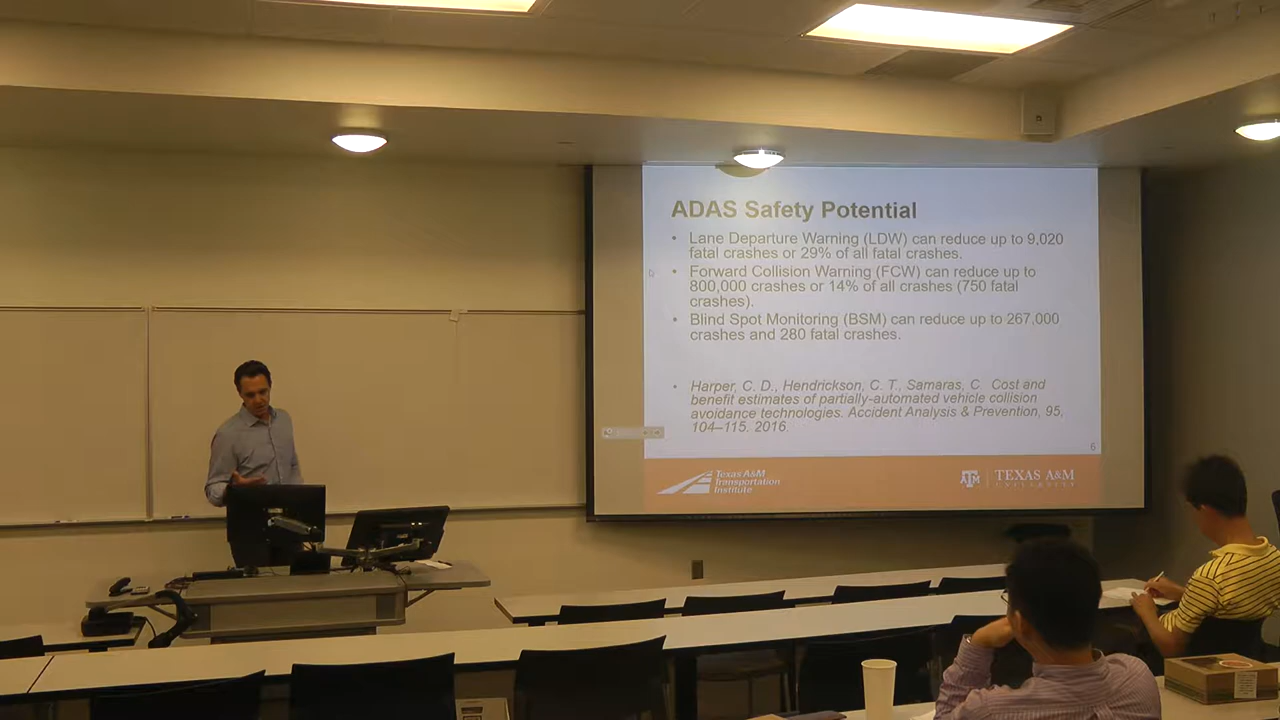 ADAS Safety Potential
• Lane Departure Warning (LDW) can reduce up to 9,020
fatal crashes or 29% of all fatal crashes.
• Forward Collision Warning (FCW) can reduce up to
800,000 crashes or 14% of all crashes (750 fatal
crashes).
• Blind Spot Monitoring (BSM) can reduce up to 267,000
crashes and 280 fatal crashes.
• Harper, C. D., Hendrickson, C. T., Samaras, C. Cost and
benefit estimates of partially-automated vehicle collision
avoidance technologies. Accident Analysis & Prevention, 95,
104–115. 2016.
6
Texas A&M
Transportation
Institute
ATM
TEXAS A&M
UNIVERSITY